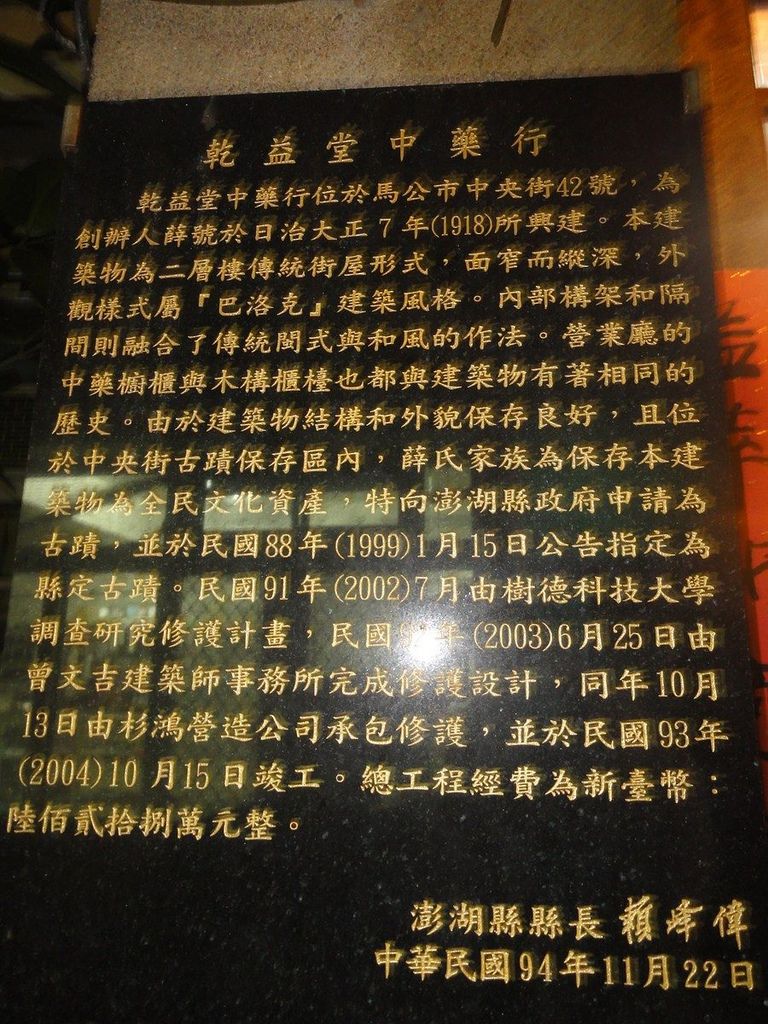 乾益堂中藥行
乾益堂中藥行位於馬公市中央街42號，為
創辦人薛號於日治大正7年(1918)所興建。本建
築物為二層樓傳統街屋形式，面窄而縱深，外
觀樣式屬『巴洛克』建築風格。內部構架和隔
間則融合了傳統閩式與和風的作法。營業廳的
中藥櫥櫃與木構櫃檯也都與建築物有著相同的
歷史。由於建築物結構和外貌保存良好，且位
於中央街古蹟保存區內，薛氏家族為保存本建
築物為全民文化資產，特向澎湖縣政府申請為
古蹟，並於民國88年(1999)1月15日公告指定為
縣定古蹟。民國91年(2002)7月由樹德科技大學
調查研究修護計畫，民國9年(2003)6月25日由
曾文吉建築師事務所完成修護設計，同年10月
13日由杉鴻營造公司承包修護，並於民國93年
(2004)10月15日竣工。總工程經費為新臺幣：
陸佰貳拾捌萬元整。
澎湖縣縣長 賴峰偉
中華民國94年11月22日